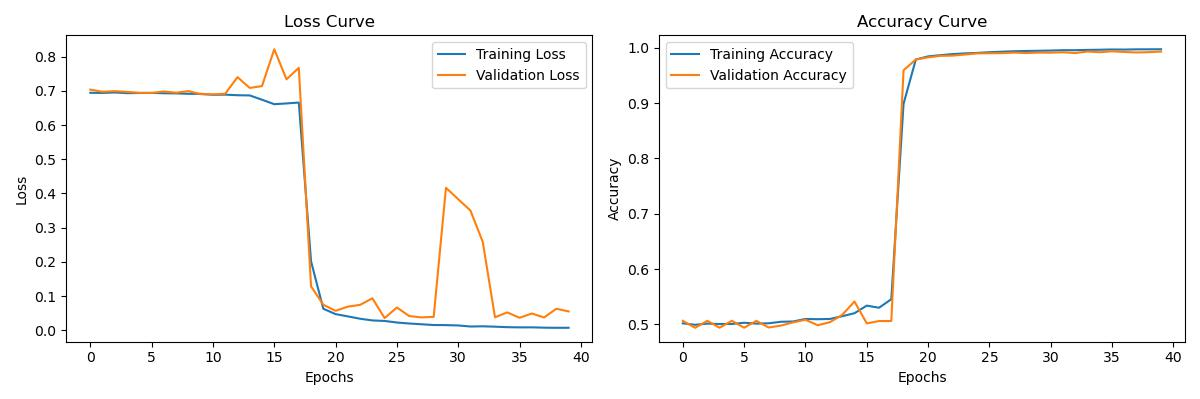 Loss Curve
Training Loss
Validation Loss
Loss
0.8
0.7
0.6
0.5
0.4
0.3
0.2
0.1
0.0
0 5 10 15 20 25 30 35 40
Epochs
Accuracy Curve
Training Accuracy
Validation Accuracy
Accuracy
1.0
0.9
0.8
0.7
0.6
0.5
0 5 10 15 20 25 30 35 40
Epochs